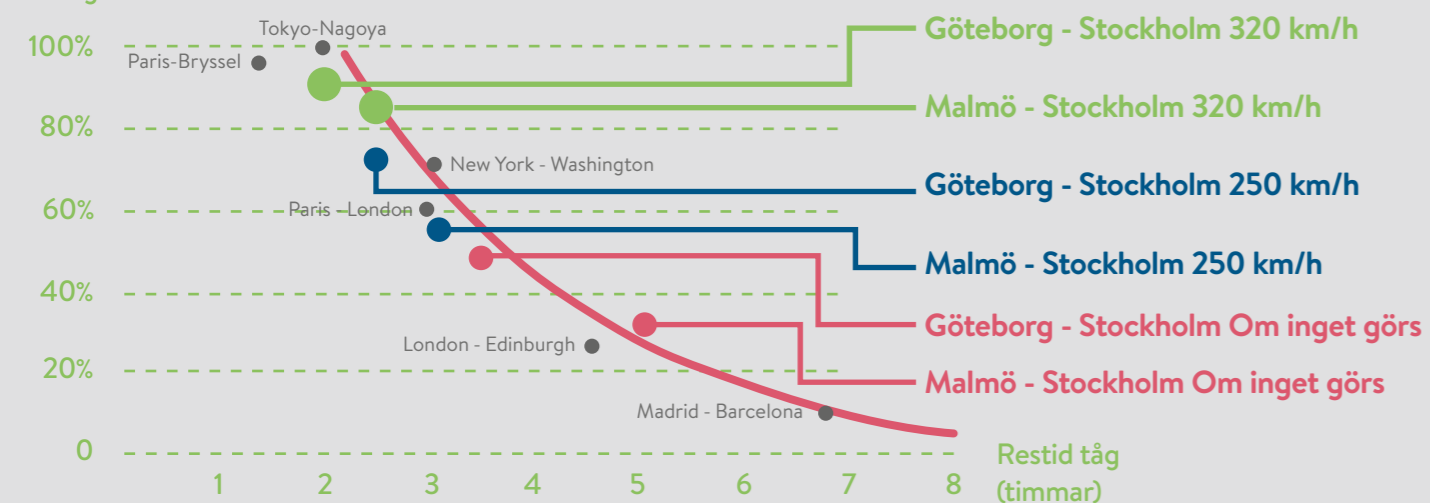 Tokyo-Nagoya
Göteborg - Stockholm 320 km/h
100%
Paris-Bryssel
Malmö - Stockholm 320 km/h
80%
New York - Washington
Göteborg - Stockholm 250 km/h
60%
Paris - London
Malmö - Stockholm 250 km/h
40%
Göteborg - Stockholm Om inget görs
London - Edinburgh
20%
Malmö - Stockholm Om inget görs
Madrid - Barcelona
0
Restid tåg
(timmar)
1 2 3 4 5 6 7 8